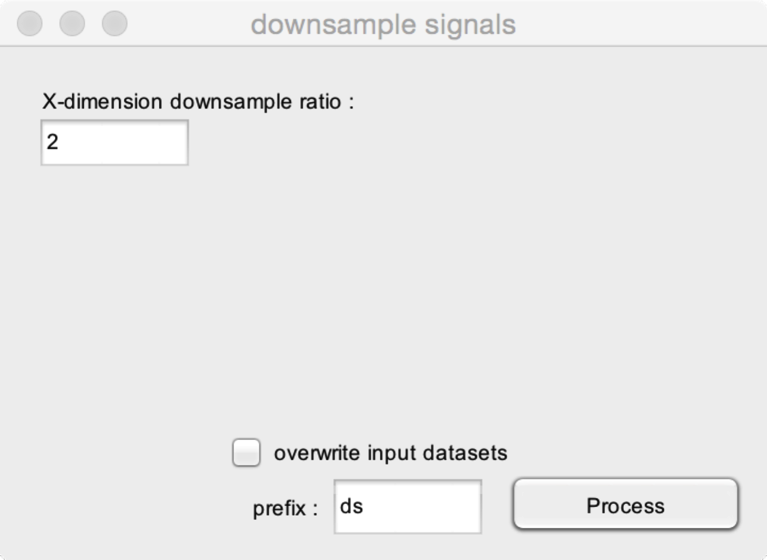 downsample signals
X-dimension downsample ratio :
2
overwrite input datasets
prefix :
ds
Process